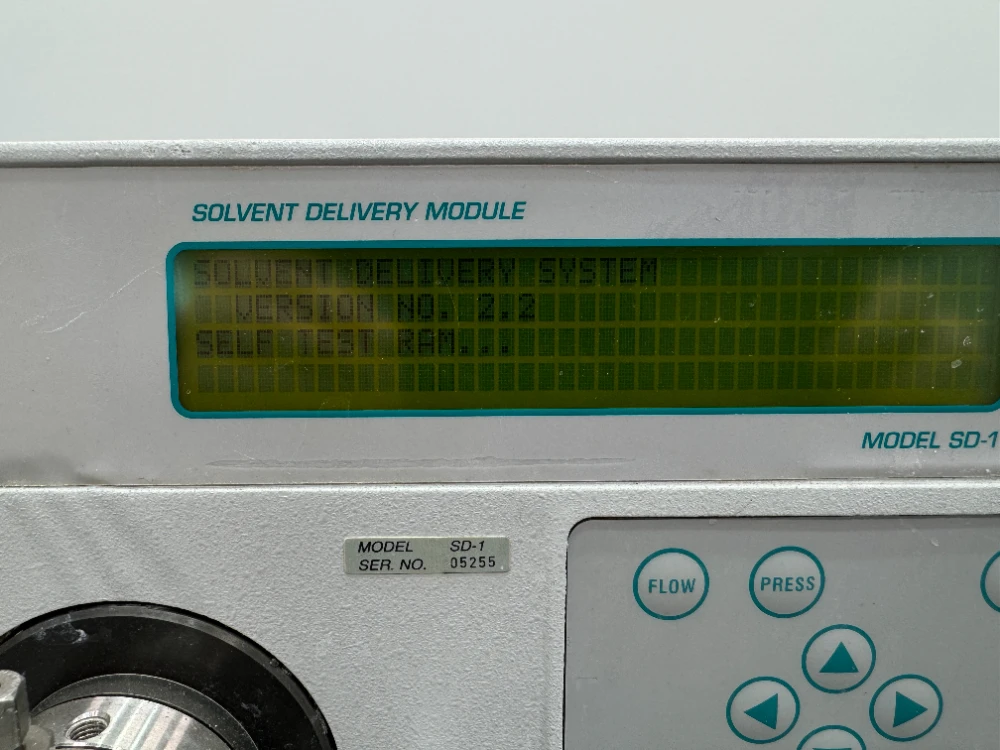 SOLVENT DELIVERY MODULE
SOLVENT DELIVERY SYSTEM
VERSION NO. 2.2
SELF TEST RAM...
MODEL SD-1
MODEL SD-1
SER. NO. 05255
FLOW PRESS